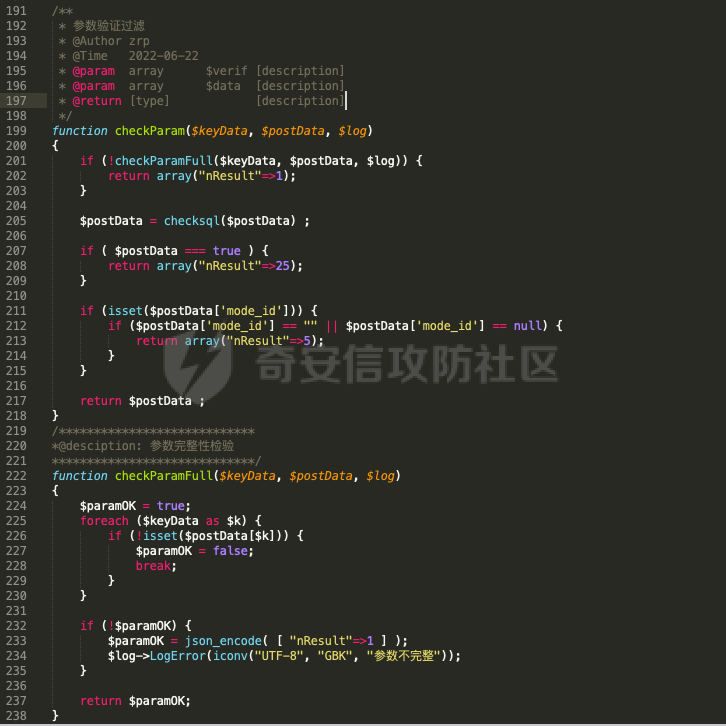 191 /**
192  * 参数验证过滤
193  * @Author zrp
194  * @Time   2022-06-22
195  * @param  array      $verif [description]
196  * @param  array      $data  [description]
197  * @return [type]            [description]
198  */
199 function checkParam($keyData, $postData, $log)
200 {
201     if (!checkParamFull($keyData, $postData, $log)) {
202         return array("nResult"=>1);
203     }
204
205     $postData = checksql($postData) ;
206
207     if ( $postData === true ) {
208         return array("nResult"=>25);
209     }
210
211     if (isset($postData['mode_id'])) {
212         if ($postData['mode_id'] == "" || $postData['mode_id'] == null) {
213             return array("nResult"=>5);
214         }
215     }
216
217     return $postData ;
218 }
219 /****************************
220 *@desciption: 参数完整性检验
221 *****************************/
222 function checkParamFull($keyData, $postData, $log)
223 {
224     $paramOK = true;
225     foreach ($keyData as $k) {
226         if (!isset($postData[$k])) {
227             $paramOK = false;
228             break;
229         }
230     }
231
232     if (!$paramOK) {
233         $paramOK = json_encode( [ "nResult"=>1 ] );
234         $log->LogError(iconv("UTF-8", "GBK", "参数不完整"));
235     }
236
237     return $paramOK;
238 }
奇安信攻防社区